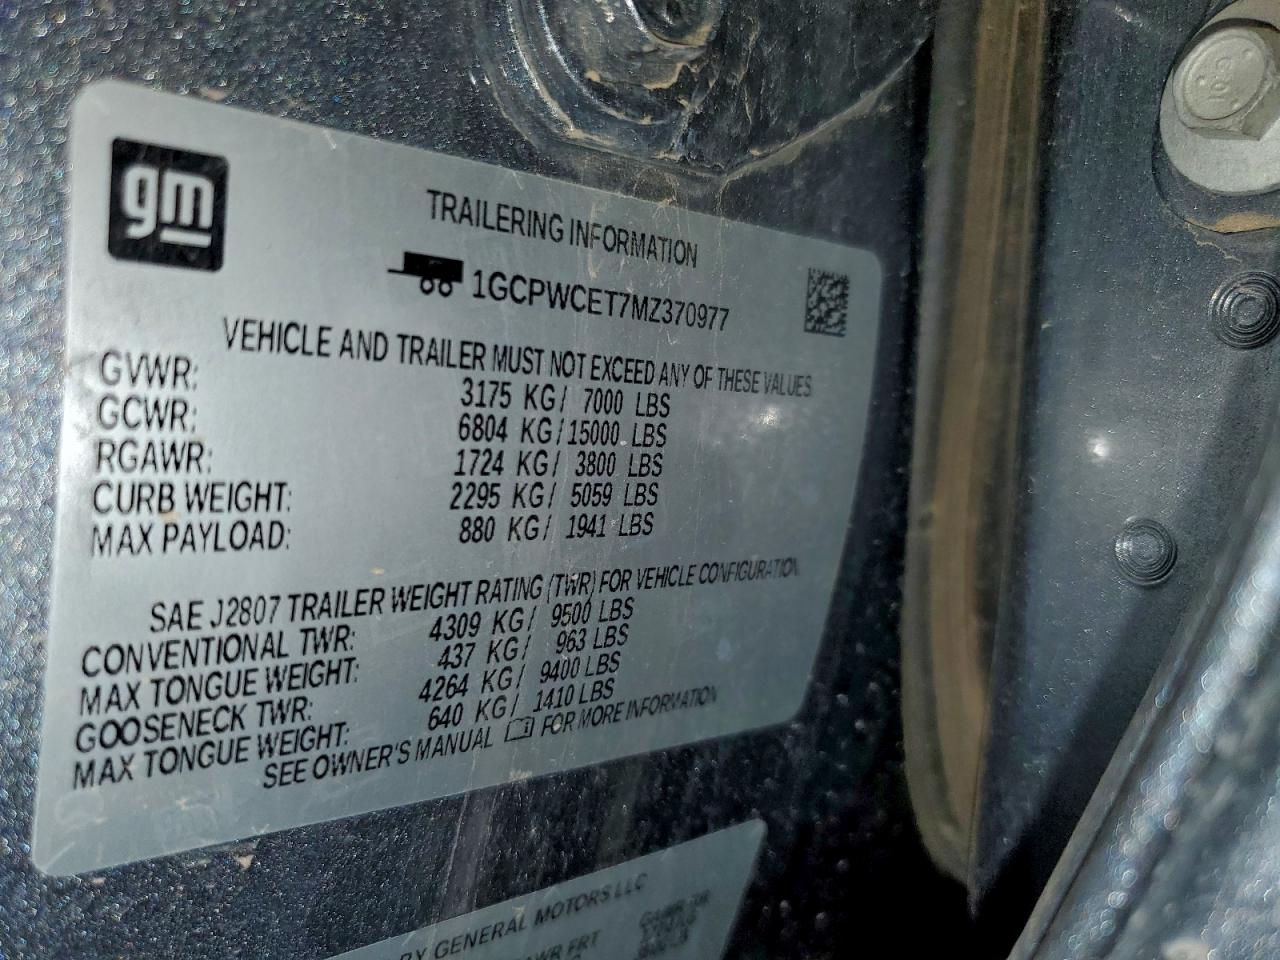 gm
TRAILERING INFORMATION
1GCPWCET7MZ370977
VEHICLE AND TRAILER MUST NOT EXCEED ANY OF THESE VALUES
GVWR: 3175 KG/ 7000 LBS
GCWR: 6804 KG/15000 LBS
RGAWR: 1724 KG/ 3800 LBS
CURB WEIGHT: 2295 KG/ 5059 LBS
MAX PAYLOAD: 880 KG/ 1941 LBS
SAE J2807 TRAILER WEIGHT RATING (TWR) FOR VEHICLE CONFIGURATION
CONVENTIONAL TWR: 4309 KG/ 9500 LBS
MAX TONGUE WEIGHT: 437 KG/ 963 LBS
GOOSENECK TWR: 4264 KG/ 9400 LBS
MAX TONGUE WEIGHT: 640 KG/ 1410 LBS
SEE OWNER'S MANUAL FOR MORE INFORMATION
BY GENERAL MOTORS LLC
FRT